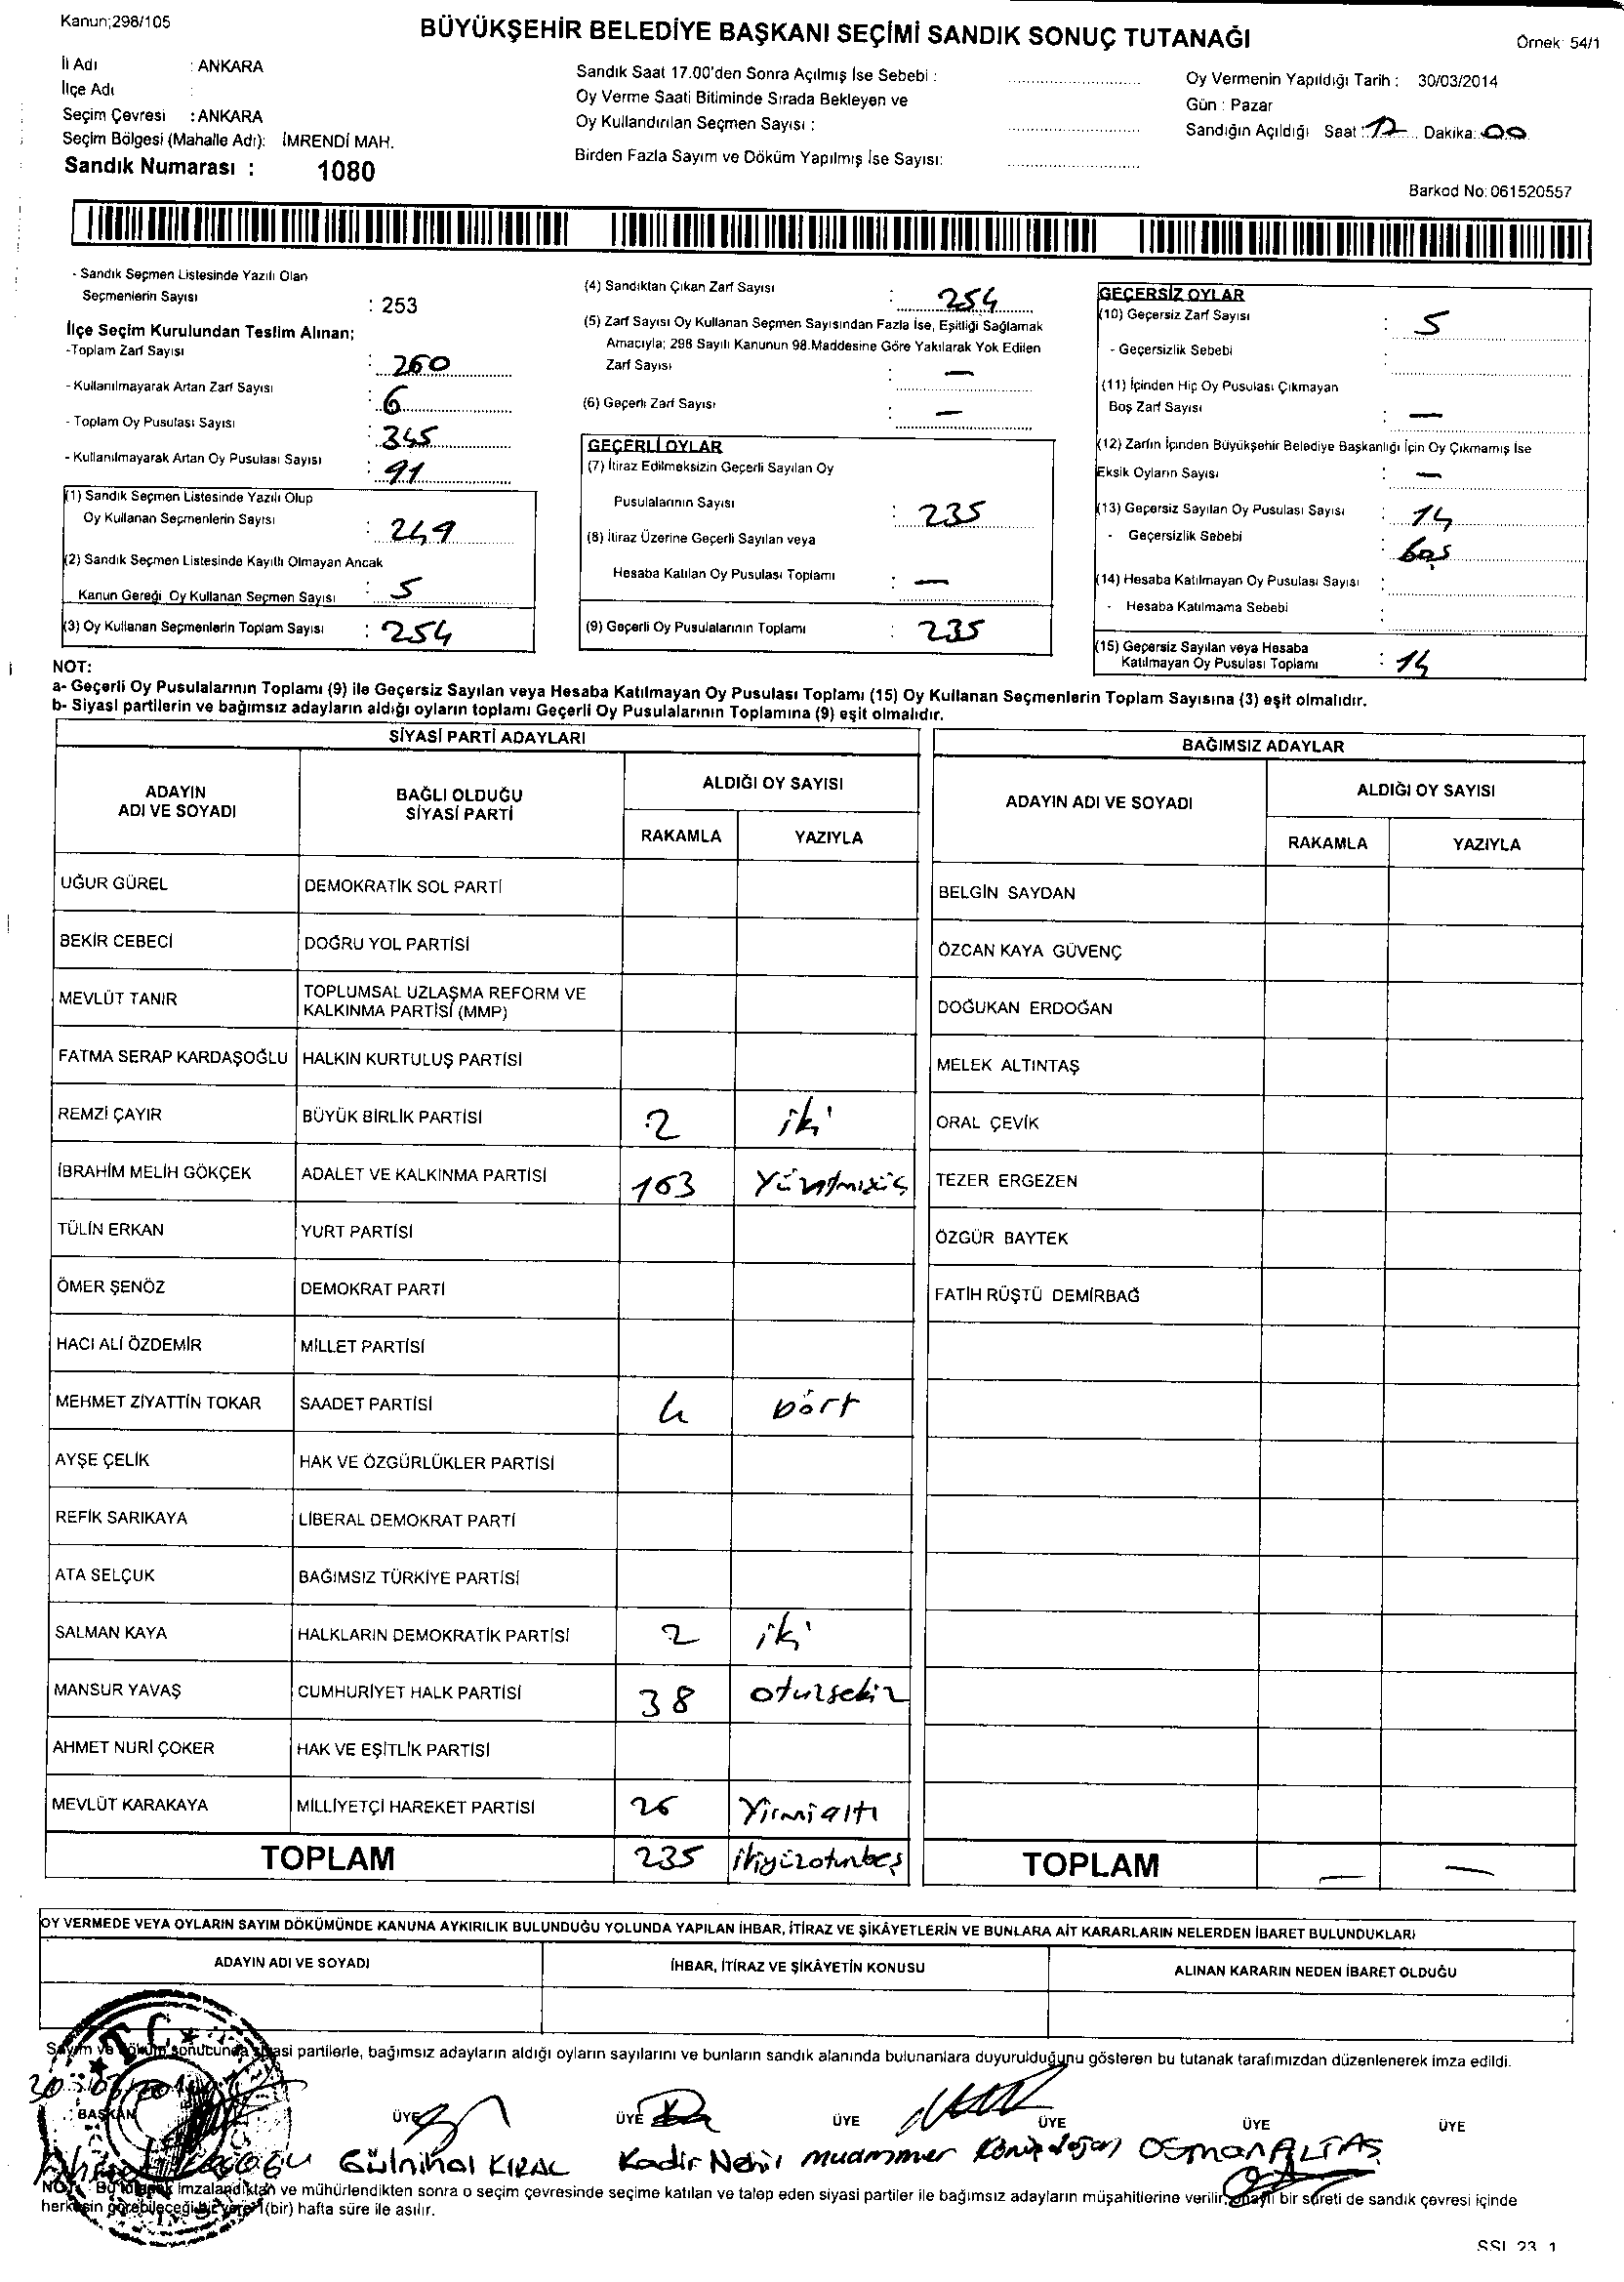 Kanun;298/105
BÜYÜKŞEHİR BELEDİYE BAŞKANI SEÇİMİ SANDIK SONUÇ TUTANAĞI
Örnek: 54/1
İl Adı : ANKARA
İlçe Adı :
Seçim Çevresi : ANKARA
Seçim Bölgesi (Mahalle Adı): İMRENDİ MAH.
Sandık Numarası : 1080
Sandık Saat 17.00'den Sonra Açılmış İse Sebebi :
Oy Verme Saati Bitiminde Sırada Bekleyen ve
Oy Kullandırılan Seçmen Sayısı :
Birden Fazla Sayım ve Döküm Yapılmış İse Sayısı:
Oy Vermenin Yapıldığı Tarih : 30/03/2014
Gün : Pazar
Sandığın Açıldığı Saat : 17 Dakika: 00
Barkod No: 061520557
- Sandık Seçmen Listesinde Yazılı Olan
Seçmenlerin Sayısı : 253
İlçe Seçim Kurulundan Teslim Alınan;
-Toplam Zarf Sayısı : 260
- Kullanılmayarak Artan Zarf Sayısı : 6
- Toplam Oy Pusulası Sayısı : 345
- Kullanılmayarak Artan Oy Pusulası Sayısı : 91
(1) Sandık Seçmen Listesinde Yazılı Olup
Oy Kullanan Seçmenlerin Sayısı : 249
(2) Sandık Seçmen Listesinde Kayıtlı Olmayan Ancak
Kanun Gereği Oy Kullanan Seçmen Sayısı : 5
(3) Oy Kullanan Seçmenlerin Toplam Sayısı : 254
(4) Sandıktan Çıkan Zarf Sayısı : 254
(5) Zarf Sayısı Oy Kullanan Seçmen Sayısından Fazla İse, Eşitliği Sağlamak
Amacıyla; 298 Sayılı Kanunun 98.Maddesine Göre Yakılarak Yok Edilen
Zarf Sayısı : —
(6) Geçerli Zarf Sayısı : —
GEÇERLİ OYLAR
(7) İtiraz Edilmeksizin Geçerli Sayılan Oy
Pusulalarının Sayısı : 235
(8) İtiraz Üzerine Geçerli Sayılan veya
Hesaba Katılan Oy Pusulası Toplamı : —
(9) Geçerli Oy Pusulalarının Toplamı : 235
GEÇERSİZ OYLAR
(10) Geçersiz Zarf Sayısı : 5
- Geçersizlik Sebebi :
(11) İçinden Hiç Oy Pusulası Çıkmayan
Boş Zarf Sayısı : —
(12) Zarfın İçinden Büyükşehir Belediye Başkanlığı İçin Oy Çıkmamış İse
Eksik Oyların Sayısı : —
(13) Geçersiz Sayılan Oy Pusulası Sayısı : 14
- Geçersizlik Sebebi : boş
(14) Hesaba Katılmayan Oy Pusulası Sayısı :
- Hesaba Katılmama Sebebi :
(15) Geçersiz Sayılan veya Hesaba
Katılmayan Oy Pusulası Toplamı : 14
NOT:
a- Geçerli Oy Pusulalarının Toplamı (9) ile Geçersiz Sayılan veya Hesaba Katılmayan Oy Pusulası Toplamı (15) Oy Kullanan Seçmenlerin Toplam Sayısına (3) eşit olmalıdır.
b- Siyasi partilerin ve bağımsız adayların aldığı oyların toplamı Geçerli Oy Pusulalarının Toplamına (9) eşit olmalıdır.
SİYASİ PARTİ ADAYLARI
ADAYIN ADI VE SOYADI BAĞLI OLDUĞU SİYASİ PARTİ ALDIĞI OY SAYISI
RAKAMLA YAZIYLA
UĞUR GÜREL DEMOKRATİK SOL PARTİ
BEKİR CEBECİ DOĞRU YOL PARTİSİ
MEVLÜT TANIR TOPLUMSAL UZLAŞMA REFORM VE KALKINMA PARTİSİ (MMP)
FATMA SERAP KARDAŞOĞLU HALKIN KURTULUŞ PARTİSİ
REMZİ ÇAYIR BÜYÜK BİRLİK PARTİSİ 2 iki
İBRAHİM MELİH GÖKÇEK ADALET VE KALKINMA PARTİSİ 163
TÜLİN ERKAN YURT PARTİSİ
ÖMER ŞENÖZ DEMOKRAT PARTİ
HACI ALİ ÖZDEMİR MİLLET PARTİSİ
MEHMET ZİYATTİN TOKAR SAADET PARTİSİ 4 Dört
AYŞE ÇELİK HAK VE ÖZGÜRLÜKLER PARTİSİ
REFİK SARIKAYA LİBERAL DEMOKRAT PARTİ
ATA SELÇUK BAĞIMSIZ TÜRKİYE PARTİSİ
SALMAN KAYA HALKLARIN DEMOKRATİK PARTİSİ 2 iki
MANSUR YAVAŞ CUMHURİYET HALK PARTİSİ 38 otuzsekiz
AHMET NURİ ÇOKER HAK VE EŞİTLİK PARTİSİ
MEVLÜT KARAKAYA MİLLİYETÇİ HAREKET PARTİSİ 26 Yirmialtı
TOPLAM 235 ikiyüzotuzbeş
BAĞIMSIZ ADAYLAR
ADAYIN ADI VE SOYADI ALDIĞI OY SAYISI
RAKAMLA YAZIYLA
BELGİN SAYDAN
ÖZCAN KAYA GÜVENÇ
DOĞUKAN ERDOĞAN
MELEK ALTINTAŞ
ORAL ÇEVİK
TEZER ERGEZEN
ÖZGÜR BAYTEK
FATİH RÜŞTÜ DEMİRBAĞ
TOPLAM — —
OY VERMEDE VEYA OYLARIN SAYIM DÖKÜMÜNDE KANUNA AYKIRILIK BULUNDUĞU YOLUNDA YAPILAN İHBAR, İTİRAZ VE ŞİKÂYETLERİN VE BUNLARA AİT KARARLARIN NELERDEN İBARET BULUNDUKLARI
ADAYIN ADI VE SOYADI İHBAR, İTİRAZ VE ŞİKÂYETİN KONUSU ALINAN KARARIN NEDEN İBARET OLDUĞU
Sayım ve döküm sonucunda siyasi partilerle, bağımsız adayların aldığı oyların sayılarını ve bunların sandık alanında bulunanlara duyurulduğunu gösteren bu tutanak tarafımızdan düzenlenerek imza edildi.
30.03.2014
BAŞKAN ÜYE ÜYE ÜYE ÜYE ÜYE ÜYE
Gülnihal KIRAL Kadir Nehir Muammer OSMAN ALTAŞ
NOT: Bu tutanak imzalandıktan ve mühürlendikten sonra o seçim çevresinde seçime katılan ve talep eden siyasi partiler ile bağımsız adayların müşahitlerine verilir, onaylı bir sureti de sandık çevresi içinde
herkesin görebileceği bir yere 1(bir) hafta süre ile asılır.
T.C.
SSI 23 1